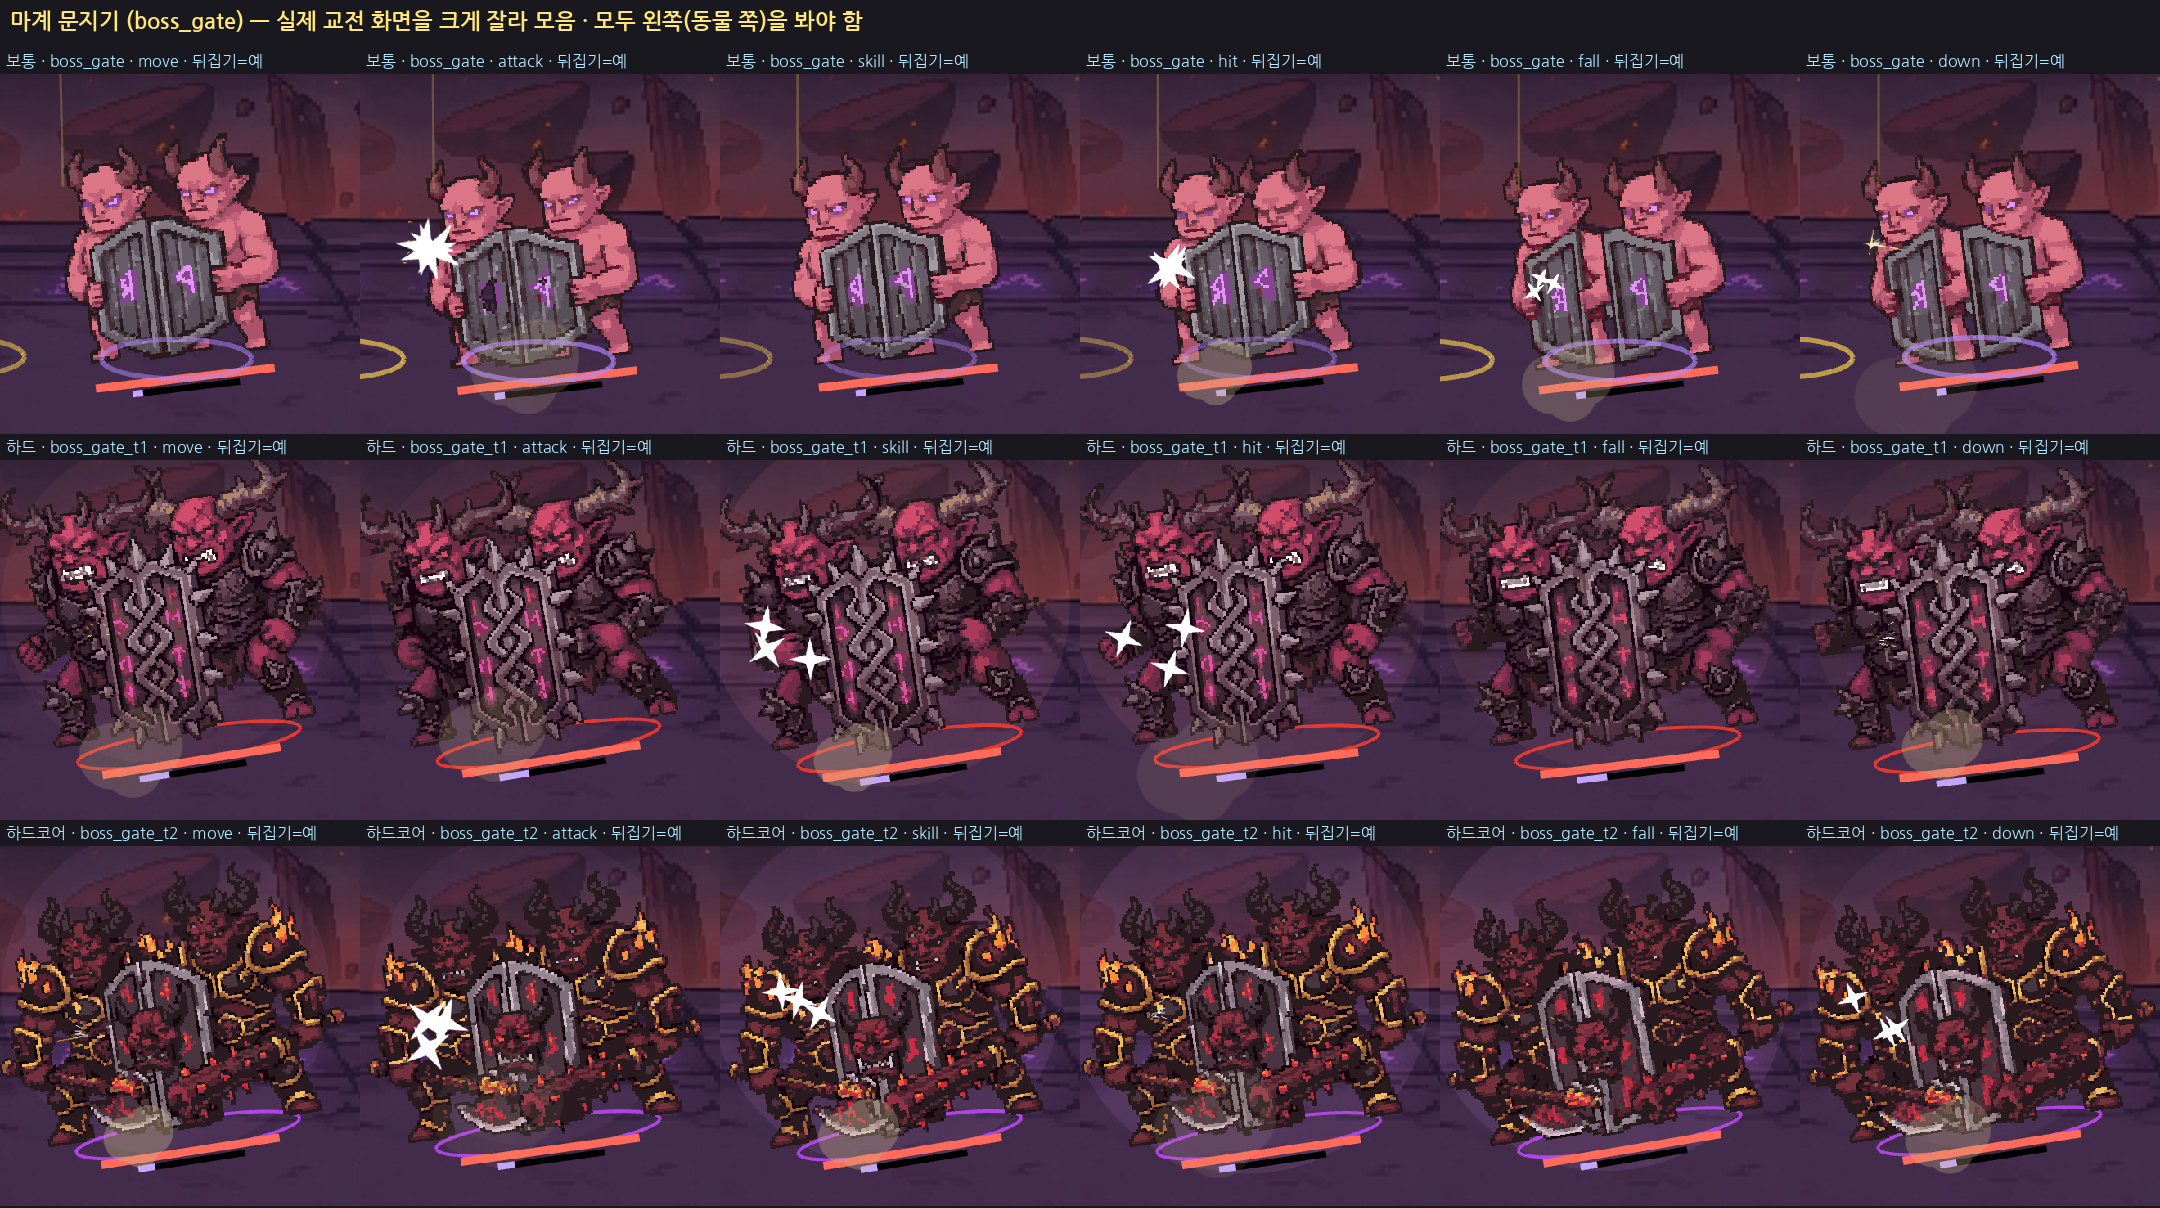 마계 문지기 (boss_gate) — 실제 교전 화면을 크게 잘라 모음 · 모두 왼쪽(동물 쪽)을 봐야 함
보통 · boss_gate · move · 뒤집기=예
보통 · boss_gate · attack · 뒤집기=예
보통 · boss_gate · skill · 뒤집기=예
보통 · boss_gate · hit · 뒤집기=예
보통 · boss_gate · fall · 뒤집기=예
보통 · boss_gate · down · 뒤집기=예
하드 · boss_gate_t1 · move · 뒤집기=예
하드 · boss_gate_t1 · attack · 뒤집기=예
하드 · boss_gate_t1 · skill · 뒤집기=예
하드 · boss_gate_t1 · hit · 뒤집기=예
하드 · boss_gate_t1 · fall · 뒤집기=예
하드 · boss_gate_t1 · down · 뒤집기=예
하드코어 · boss_gate_t2 · move · 뒤집기=예
하드코어 · boss_gate_t2 · attack · 뒤집기=예
하드코어 · boss_gate_t2 · skill · 뒤집기=예
하드코어 · boss_gate_t2 · hit · 뒤집기=예
하드코어 · boss_gate_t2 · fall · 뒤집기=예
하드코어 · boss_gate_t2 · down · 뒤집기=예